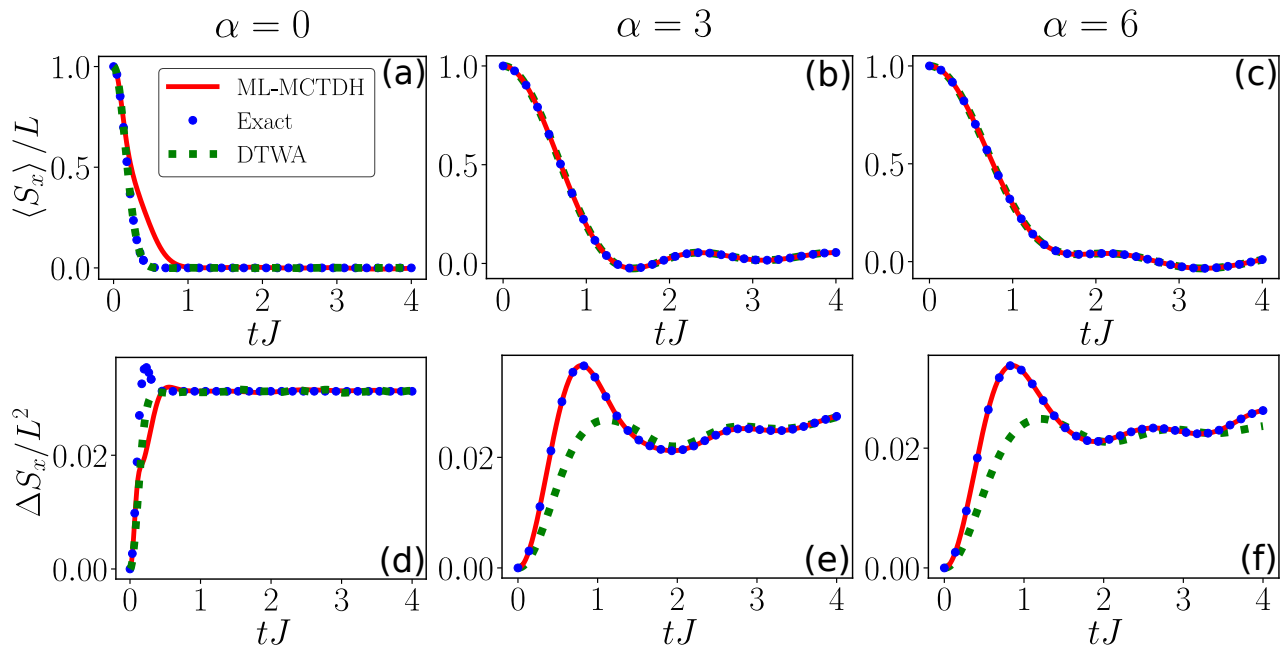 α = 0
α = 3
α = 6
(a)
(b)
(c)
ML-MCTDH
Exact
DTWA
⟨S_x⟩ / L
1.0
0.5
0.0
1.0
0.5
0.0
1.0
0.5
0.0
0 1 2 3 4
0 1 2 3 4
0 1 2 3 4
tJ
tJ
tJ
ΔS_x/L^2
0.02
0.00
0.02
0.00
0.02
0.00
(d)
(e)
(f)
0 1 2 3 4
0 1 2 3 4
0 1 2 3 4
tJ
tJ
tJ